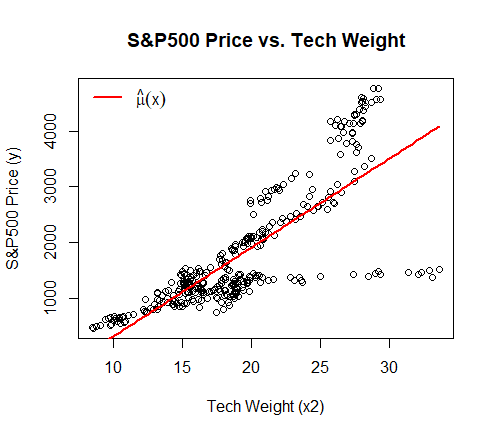 S&P500 Price vs. Tech Weight
μ̂(x)
S&P500 Price (y)
4000
3000
2000
1000
10 15 20 25 30
Tech Weight (x2)